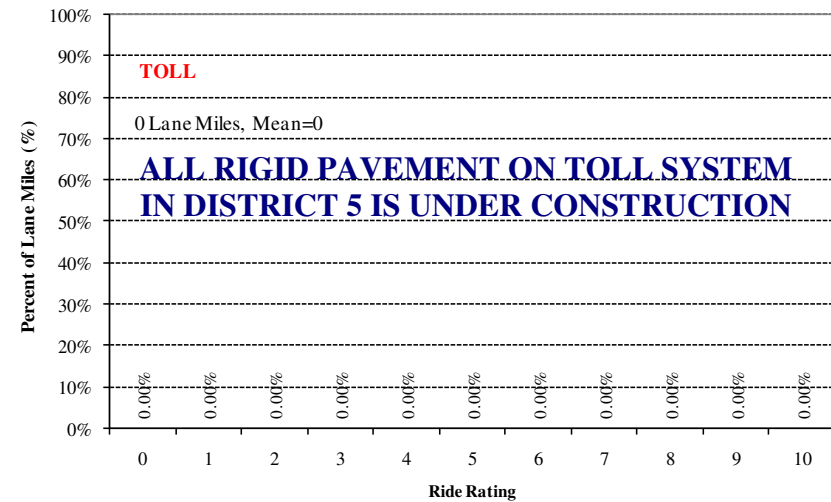 100%
90%
80%
70%
60%
50%
40%
30%
20%
10%
0%
Percent of Lane Miles (%)
TOLL
0 Lane Miles, Mean=0
ALL RIGID PAVEMENT ON TOLL SYSTEM
IN DISTRICT 5 IS UNDER CONSTRUCTION
0.00% 0.00% 0.00% 0.00% 0.00% 0.00% 0.00% 0.00% 0.00% 0.00% 0.00%
0 1 2 3 4 5 6 7 8 9 10
Ride Rating